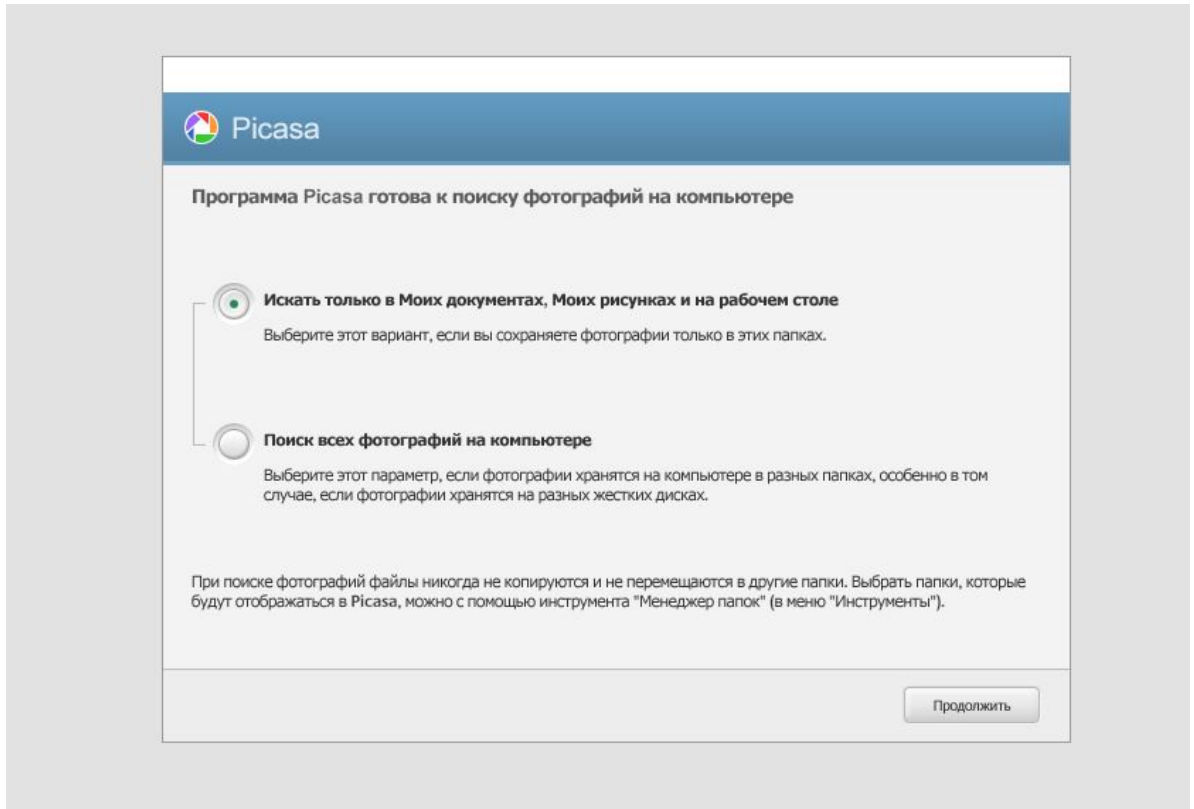 Picasa
Программа Picasa готова к поиску фотографий на компьютере
Искать только в Моих документах, Моих рисунках и на рабочем столе
Выберите этот вариант, если вы сохраняете фотографии только в этих папках.
Поиск всех фотографий на компьютере
Выберите этот параметр, если фотографии хранятся на компьютере в разных папках, особенно в том
случае, если фотографии хранятся на разных жестких дисках.
При поиске фотографий файлы никогда не копируются и не перемещаются в другие папки. Выбрать папки, которые
будут отображаться в Picasa, можно с помощью инструмента "Менеджер папок" (в меню "Инструменты").
Продолжить